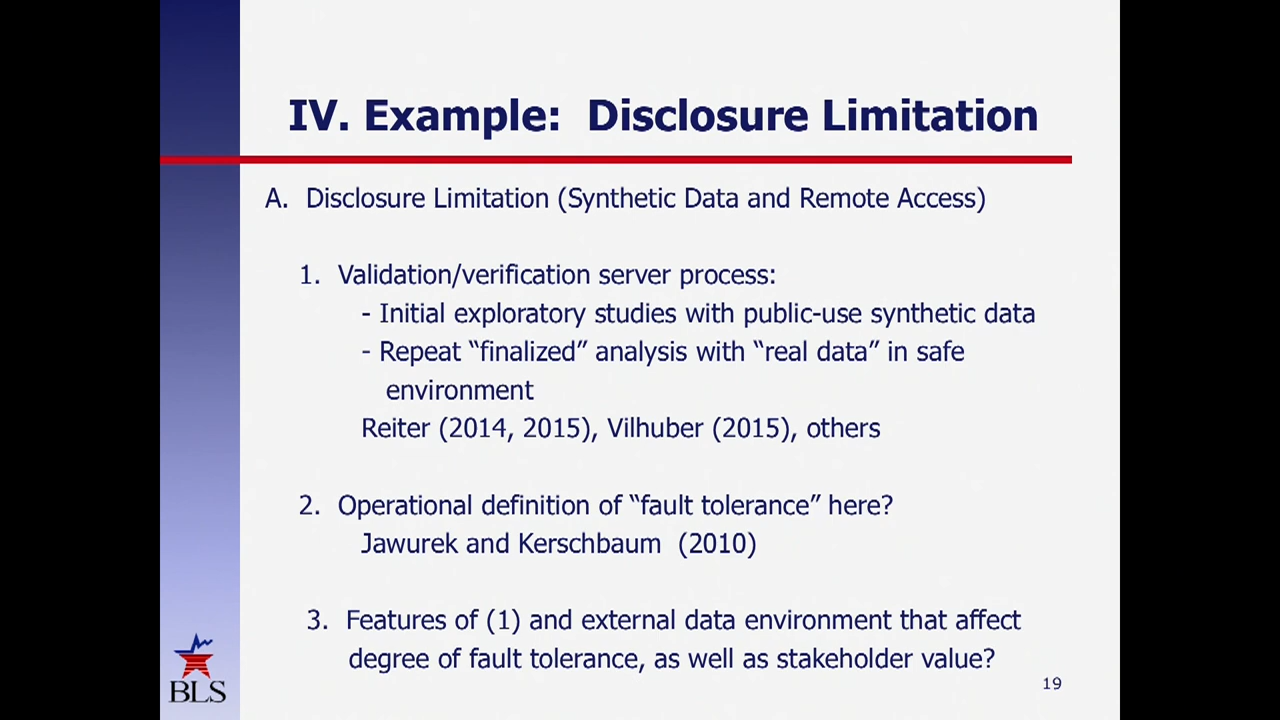 IV. Example: Disclosure Limitation
A. Disclosure Limitation (Synthetic Data and Remote Access)
1. Validation/verification server process:
- Initial exploratory studies with public-use synthetic data
- Repeat “finalized” analysis with “real data” in safe
environment
Reiter (2014, 2015), Vilhuber (2015), others
2. Operational definition of “fault tolerance” here?
Jawurek and Kerschbaum (2010)
3. Features of (1) and external data environment that affect
degree of fault tolerance, as well as stakeholder value?
BLS
19